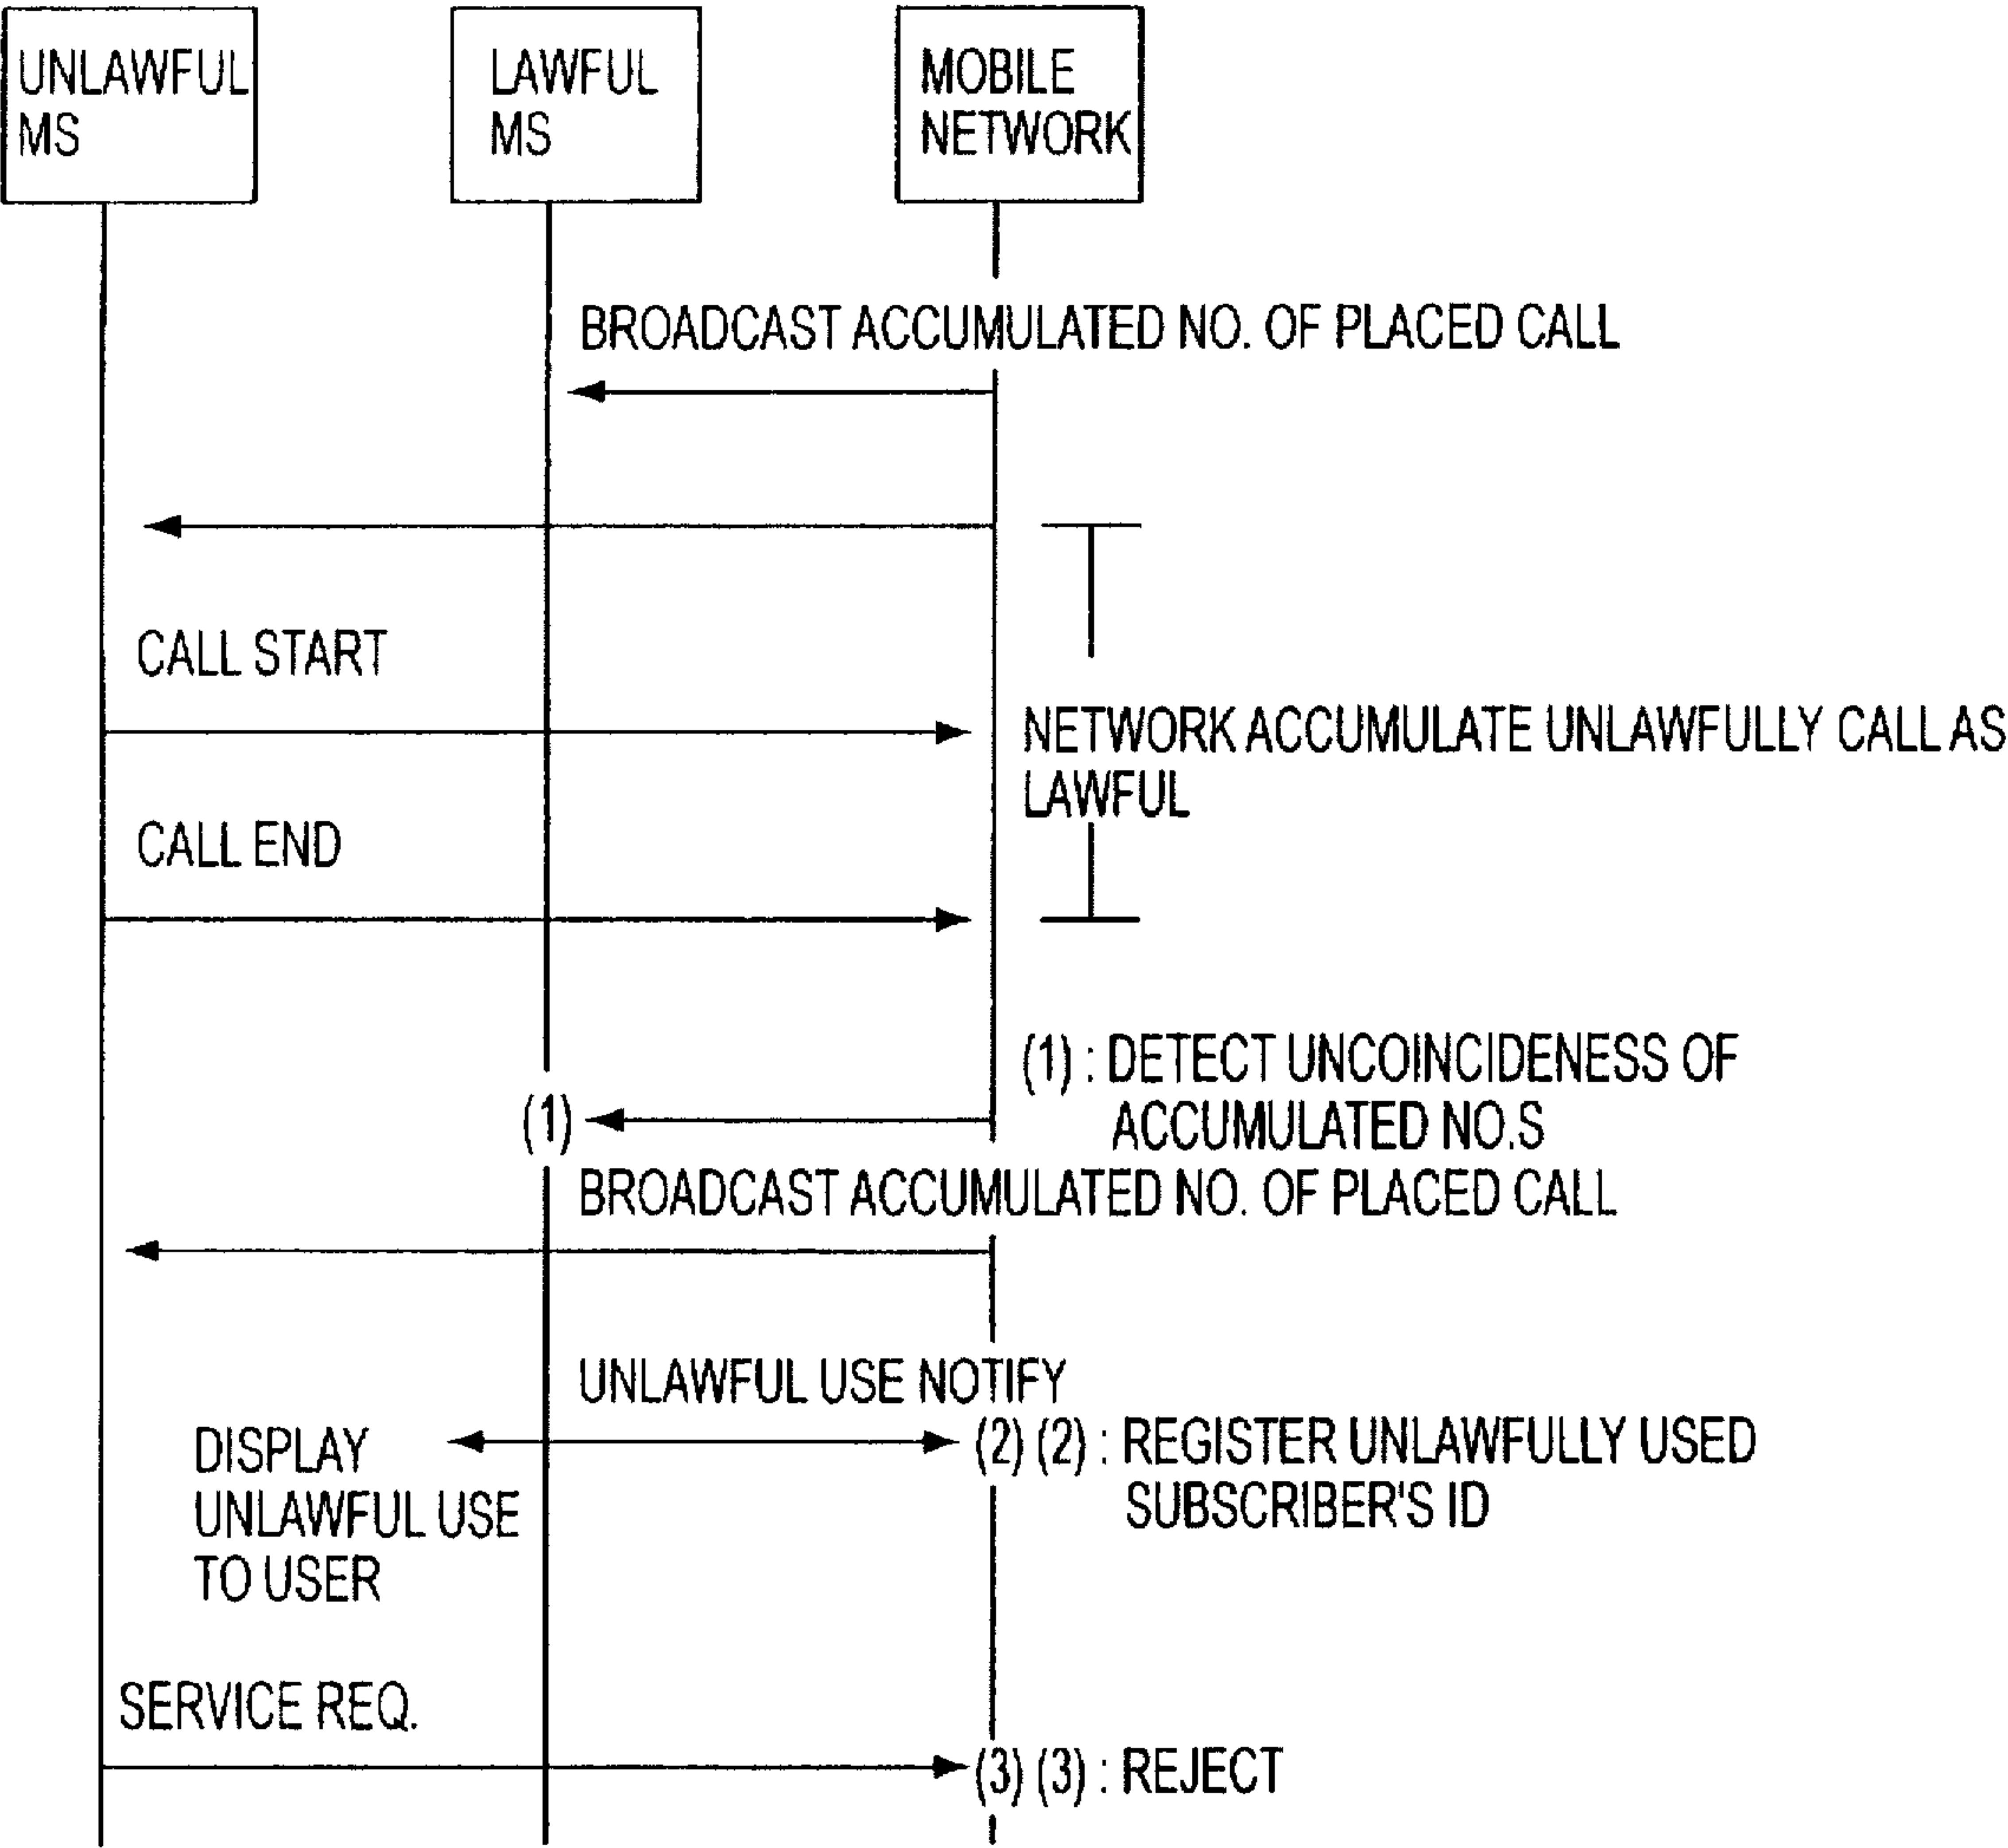 UNLAWFUL
MS
LAWFUL
MS
MOBILE
NETWORK
BROADCAST ACCUMULATED NO. OF PLACED CALL
CALL START
NETWORK ACCUMULATE UNLAWFULLY CALL AS
LAWFUL
CALL END
(1) : DETECT UNCOINCIDENESS OF
ACCUMULATED NO.S
(1)
BROADCAST ACCUMULATED NO. OF PLACED CALL
UNLAWFUL USE NOTIFY
DISPLAY
UNLAWFUL USE
TO USER
(2) (2) : REGISTER UNLAWFULLY USED
SUBSCRIBER'S ID
SERVICE REQ.
(3) (3) : REJECT